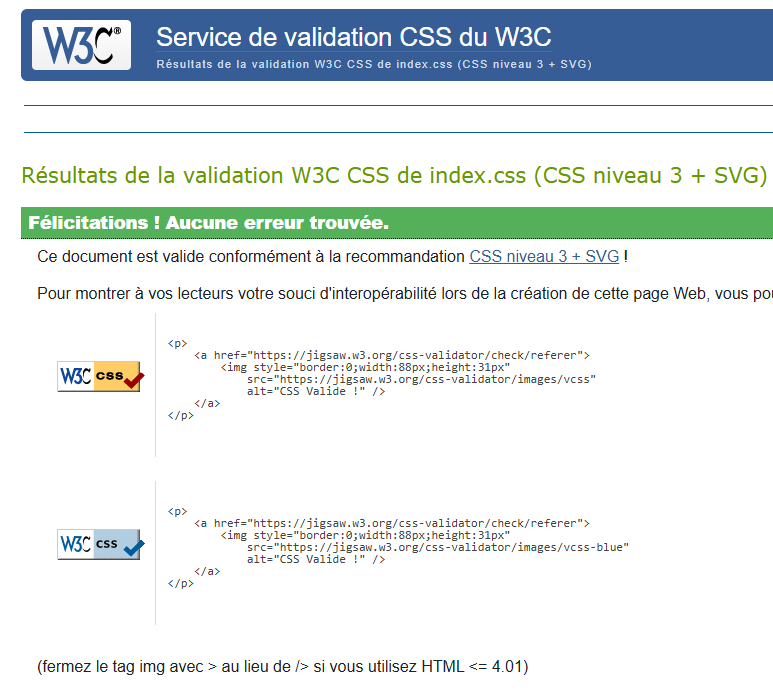 W3C® Service de validation CSS du W3C
Résultats de la validation W3C CSS de index.css (CSS niveau 3 + SVG)
Résultats de la validation W3C CSS de index.css (CSS niveau 3 + SVG)
Félicitations ! Aucune erreur trouvée.
Ce document est valide conformément à la recommandation CSS niveau 3 + SVG !
Pour montrer à vos lecteurs votre souci d'interopérabilité lors de la création de cette page Web, vous
<p>
<a href="https://jigsaw.w3.org/css-validator/check/referer">
<img style="border:0;width:88px;height:31px"
src="https://jigsaw.w3.org/css-validator/images/vcss"
alt="CSS Valide !" />
</a>
</p>
W3C css
<p>
<a href="https://jigsaw.w3.org/css-validator/check/referer">
<img style="border:0;width:88px;height:31px"
src="https://jigsaw.w3.org/css-validator/images/vcss-blue"
alt="CSS Valide !" />
</a>
</p>
W3C css
(fermez le tag img avec > au lieu de /> si vous utilisez HTML <= 4.01)